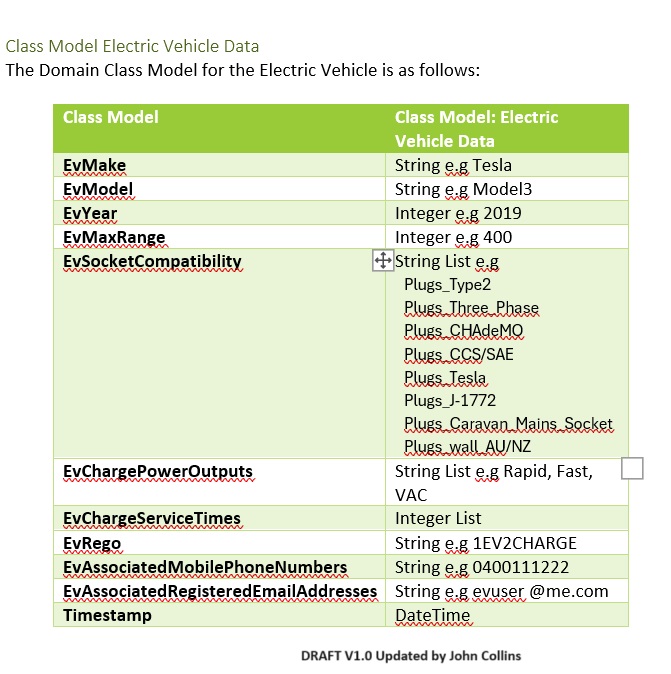 Class Model Electric Vehicle Data
The Domain Class Model for the Electric Vehicle is as follows:
Class Model
Class Model: Electric
Vehicle Data
EvMake
String e.g Tesla
EvModel
String e.g Model3
EvYear
Integer e.g 2019
EvMaxRange
Integer e.g 400
EvSocketCompatibility
String List e.g
Plugs_Type2
Plugs_Three_Phase
Plugs_CHAdeMO
Plugs_CCS/SAE
Plugs_Tesla
Plugs_J-1772
Plugs_Caravan_Mains_Socket
Plugs_wall_AU/NZ
EvChargePowerOutputs
String List e.g Rapid, Fast,
VAC
EvChargeServiceTimes
Integer List
EvRego
String e.g 1EV2CHARGE
EvAssociatedMobilePhoneNumbers
String e.g 0400111222
EvAssociatedRegisteredEmailAddresses
String e.g evuser @me.com
Timestamp
DateTime
DRAFT V1.0 Updated by John Collins